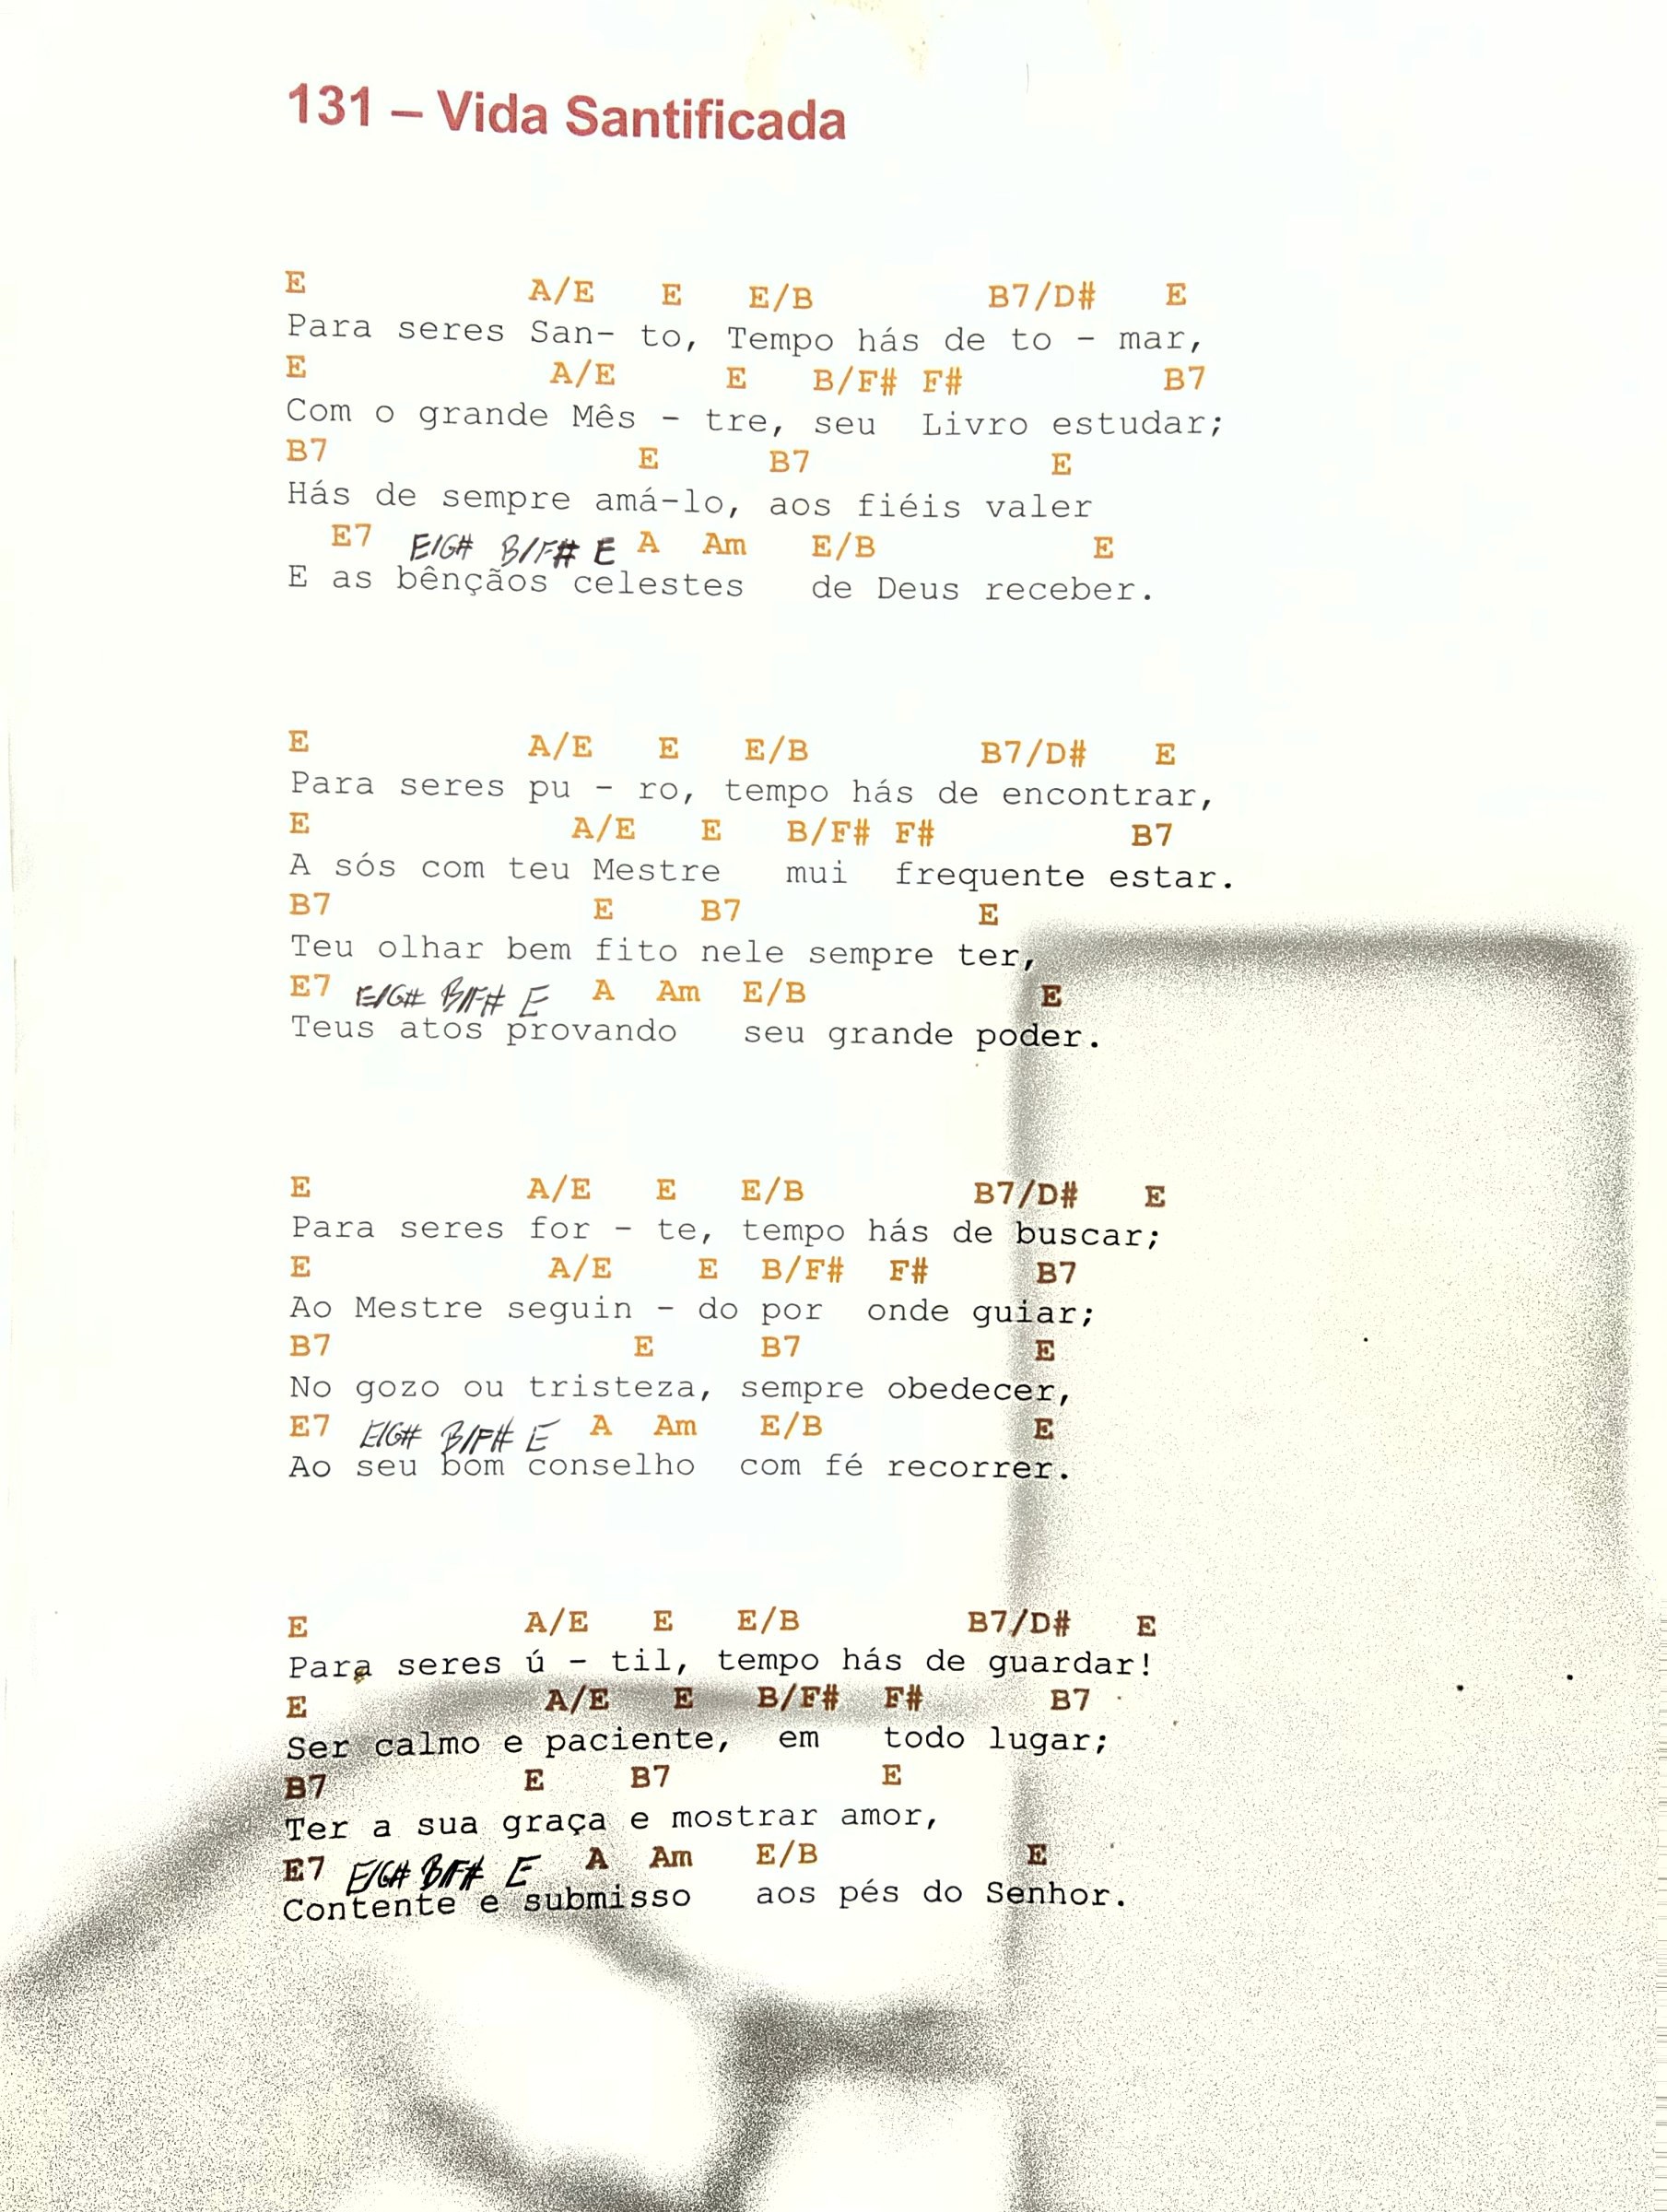 131 – Vida Santificada
E A/E E E/B B7/D# E
Para seres San- to, Tempo hás de to - mar,
E A/E E B/F# F# B7
Com o grande Mês - tre, seu Livro estudar;
B7 E B7 E
Hás de sempre amá-lo, aos fiéis valer
E7 E/G# B/F# E A Am E/B E
E as bênçãos celestes de Deus receber.
E A/E E E/B B7/D# E
Para seres pu - ro, tempo hás de encontrar,
E A/E E B/F# F# B7
A sós com teu Mestre mui frequente estar.
B7 E B7 E
Teu olhar bem fito nele sempre ter,
E7 E/G# B/F# E A Am E/B E
Teus atos provando seu grande poder.
E A/E E E/B B7/D# E
Para seres for - te, tempo hás de buscar;
E A/E E B/F# F# B7
Ao Mestre seguin - do por onde guiar;
B7 E B7 E
No gozo ou tristeza, sempre obedecer,
E7 E/G# B/F# E A Am E/B E
Ao seu bom conselho com fé recorrer.
E A/E E E/B B7/D# E
Para seres ú - til, tempo hás de guardar!
E A/E E B/F# F# B7
Ser calmo e paciente, em todo lugar;
B7 E B7 E
Ter a sua graça e mostrar amor,
E7 E/G# B/F# E A Am E/B E
Contente e submisso aos pés do Senhor.